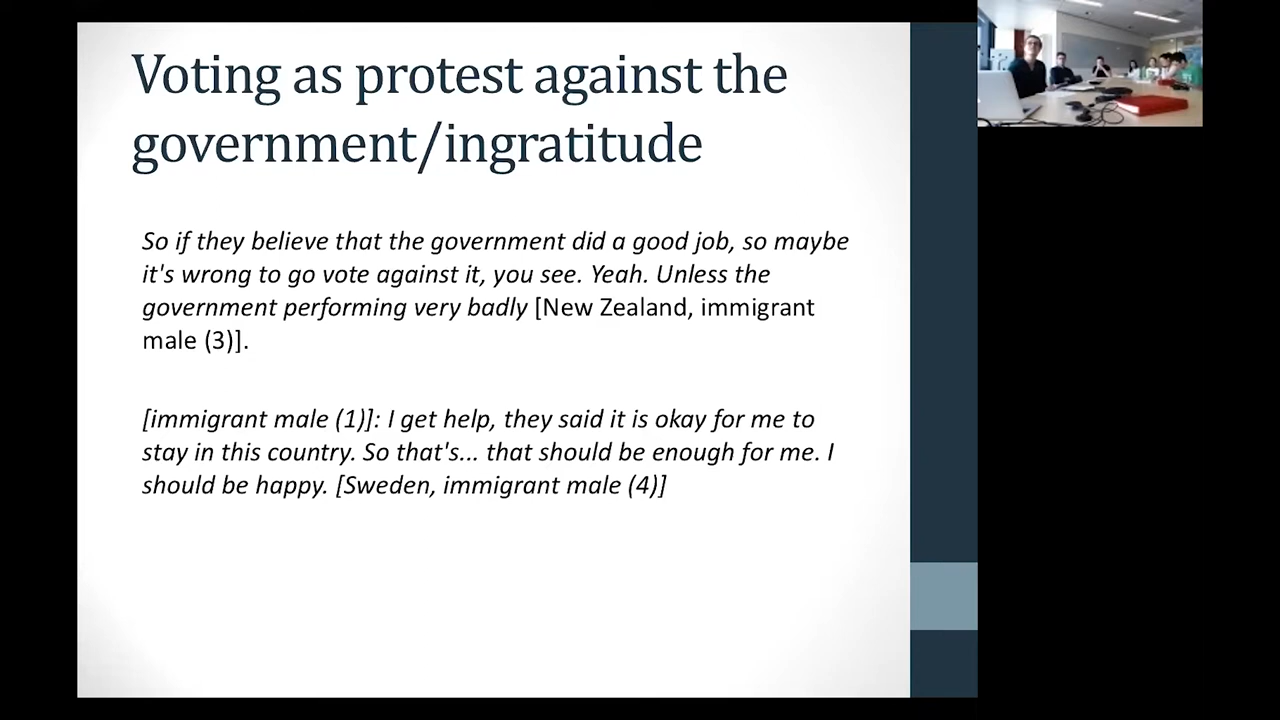 Voting as protest against the
government/ingratitude
So if they believe that the government did a good job, so maybe
it's wrong to go vote against it, you see. Yeah. Unless the
government performing very badly [New Zealand, immigrant
male (3)].
[immigrant male (1)]: I get help, they said it is okay for me to
stay in this country. So that's... that should be enough for me. I
should be happy. [Sweden, immigrant male (4)]